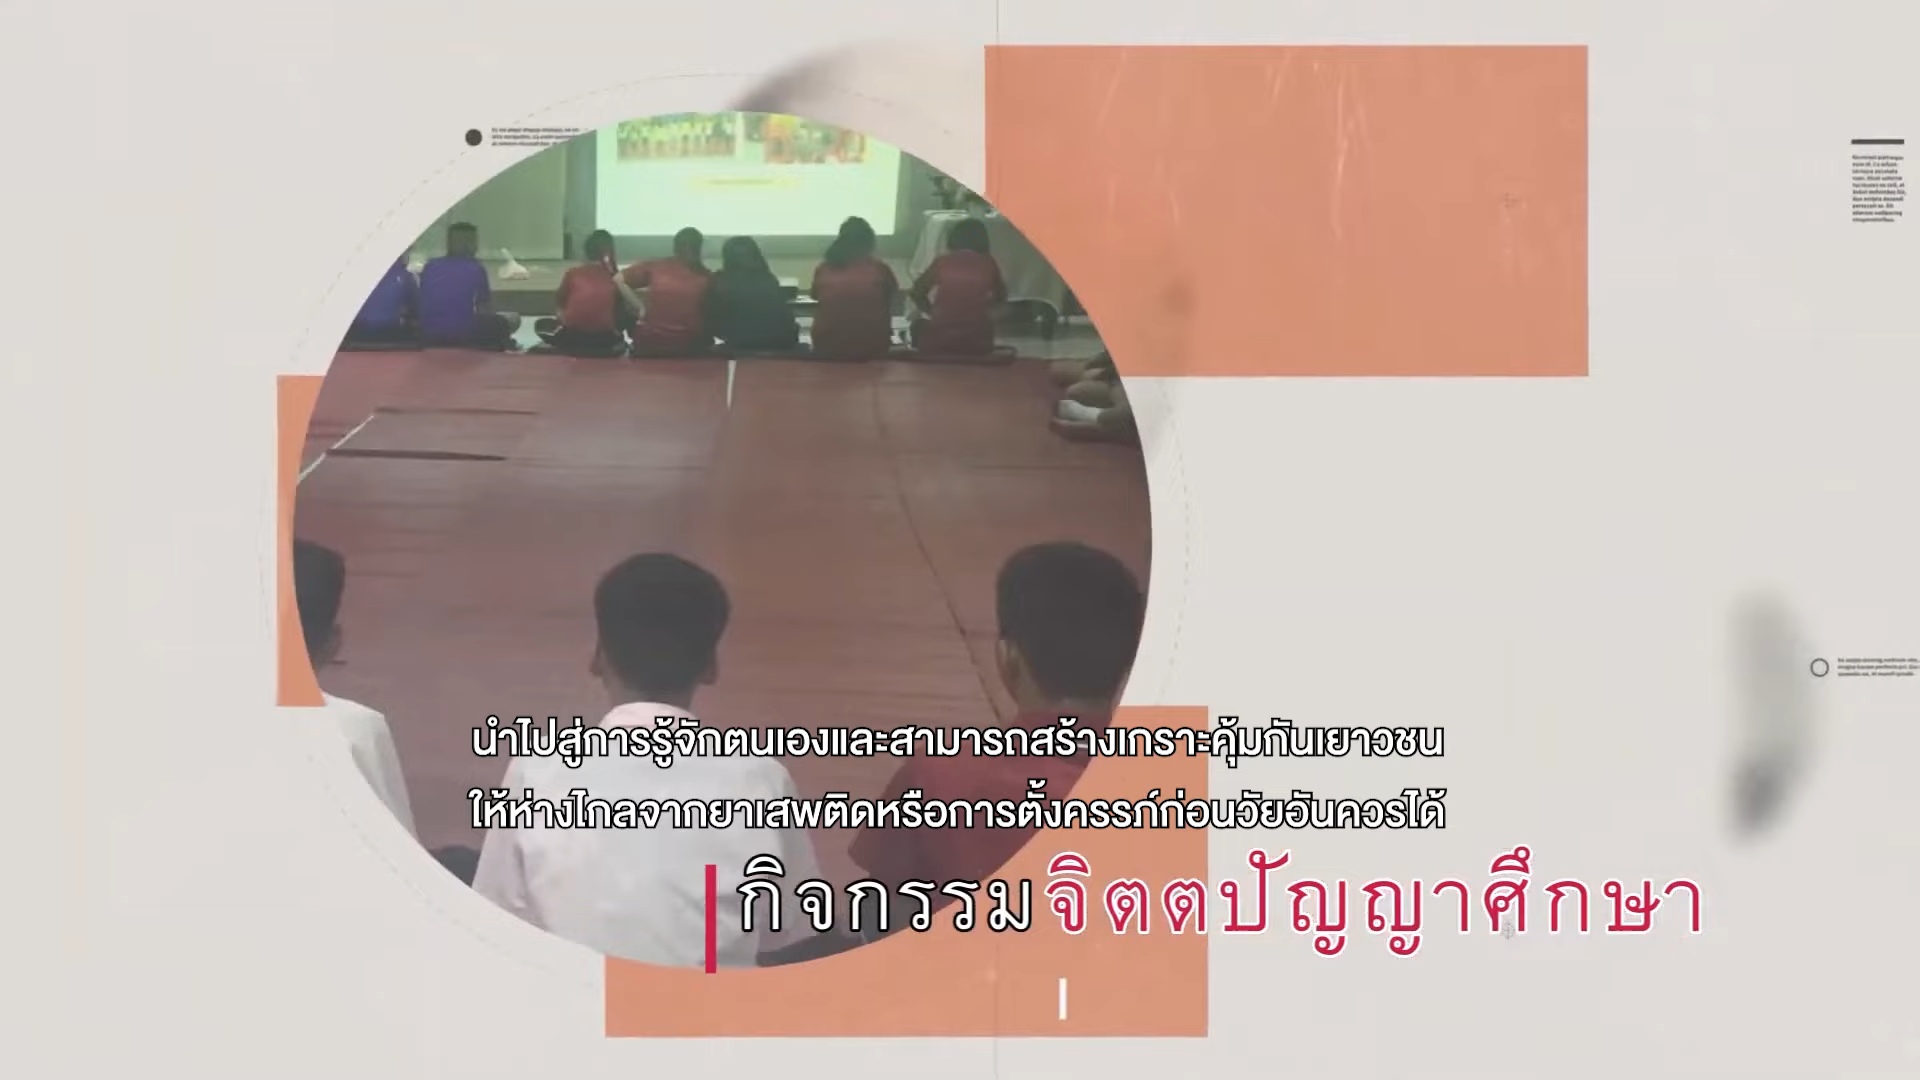 นำไปสู่การรู้จักตนเองและสามารถสร้างเกราะคุ้มกันเยาวชน
ให้ห่างไกลจากยาเสพติดหรือการตั้งครรภ์ก่อนวัยอันควรได้
กิจกรรมจิตตปัญญาศึกษา